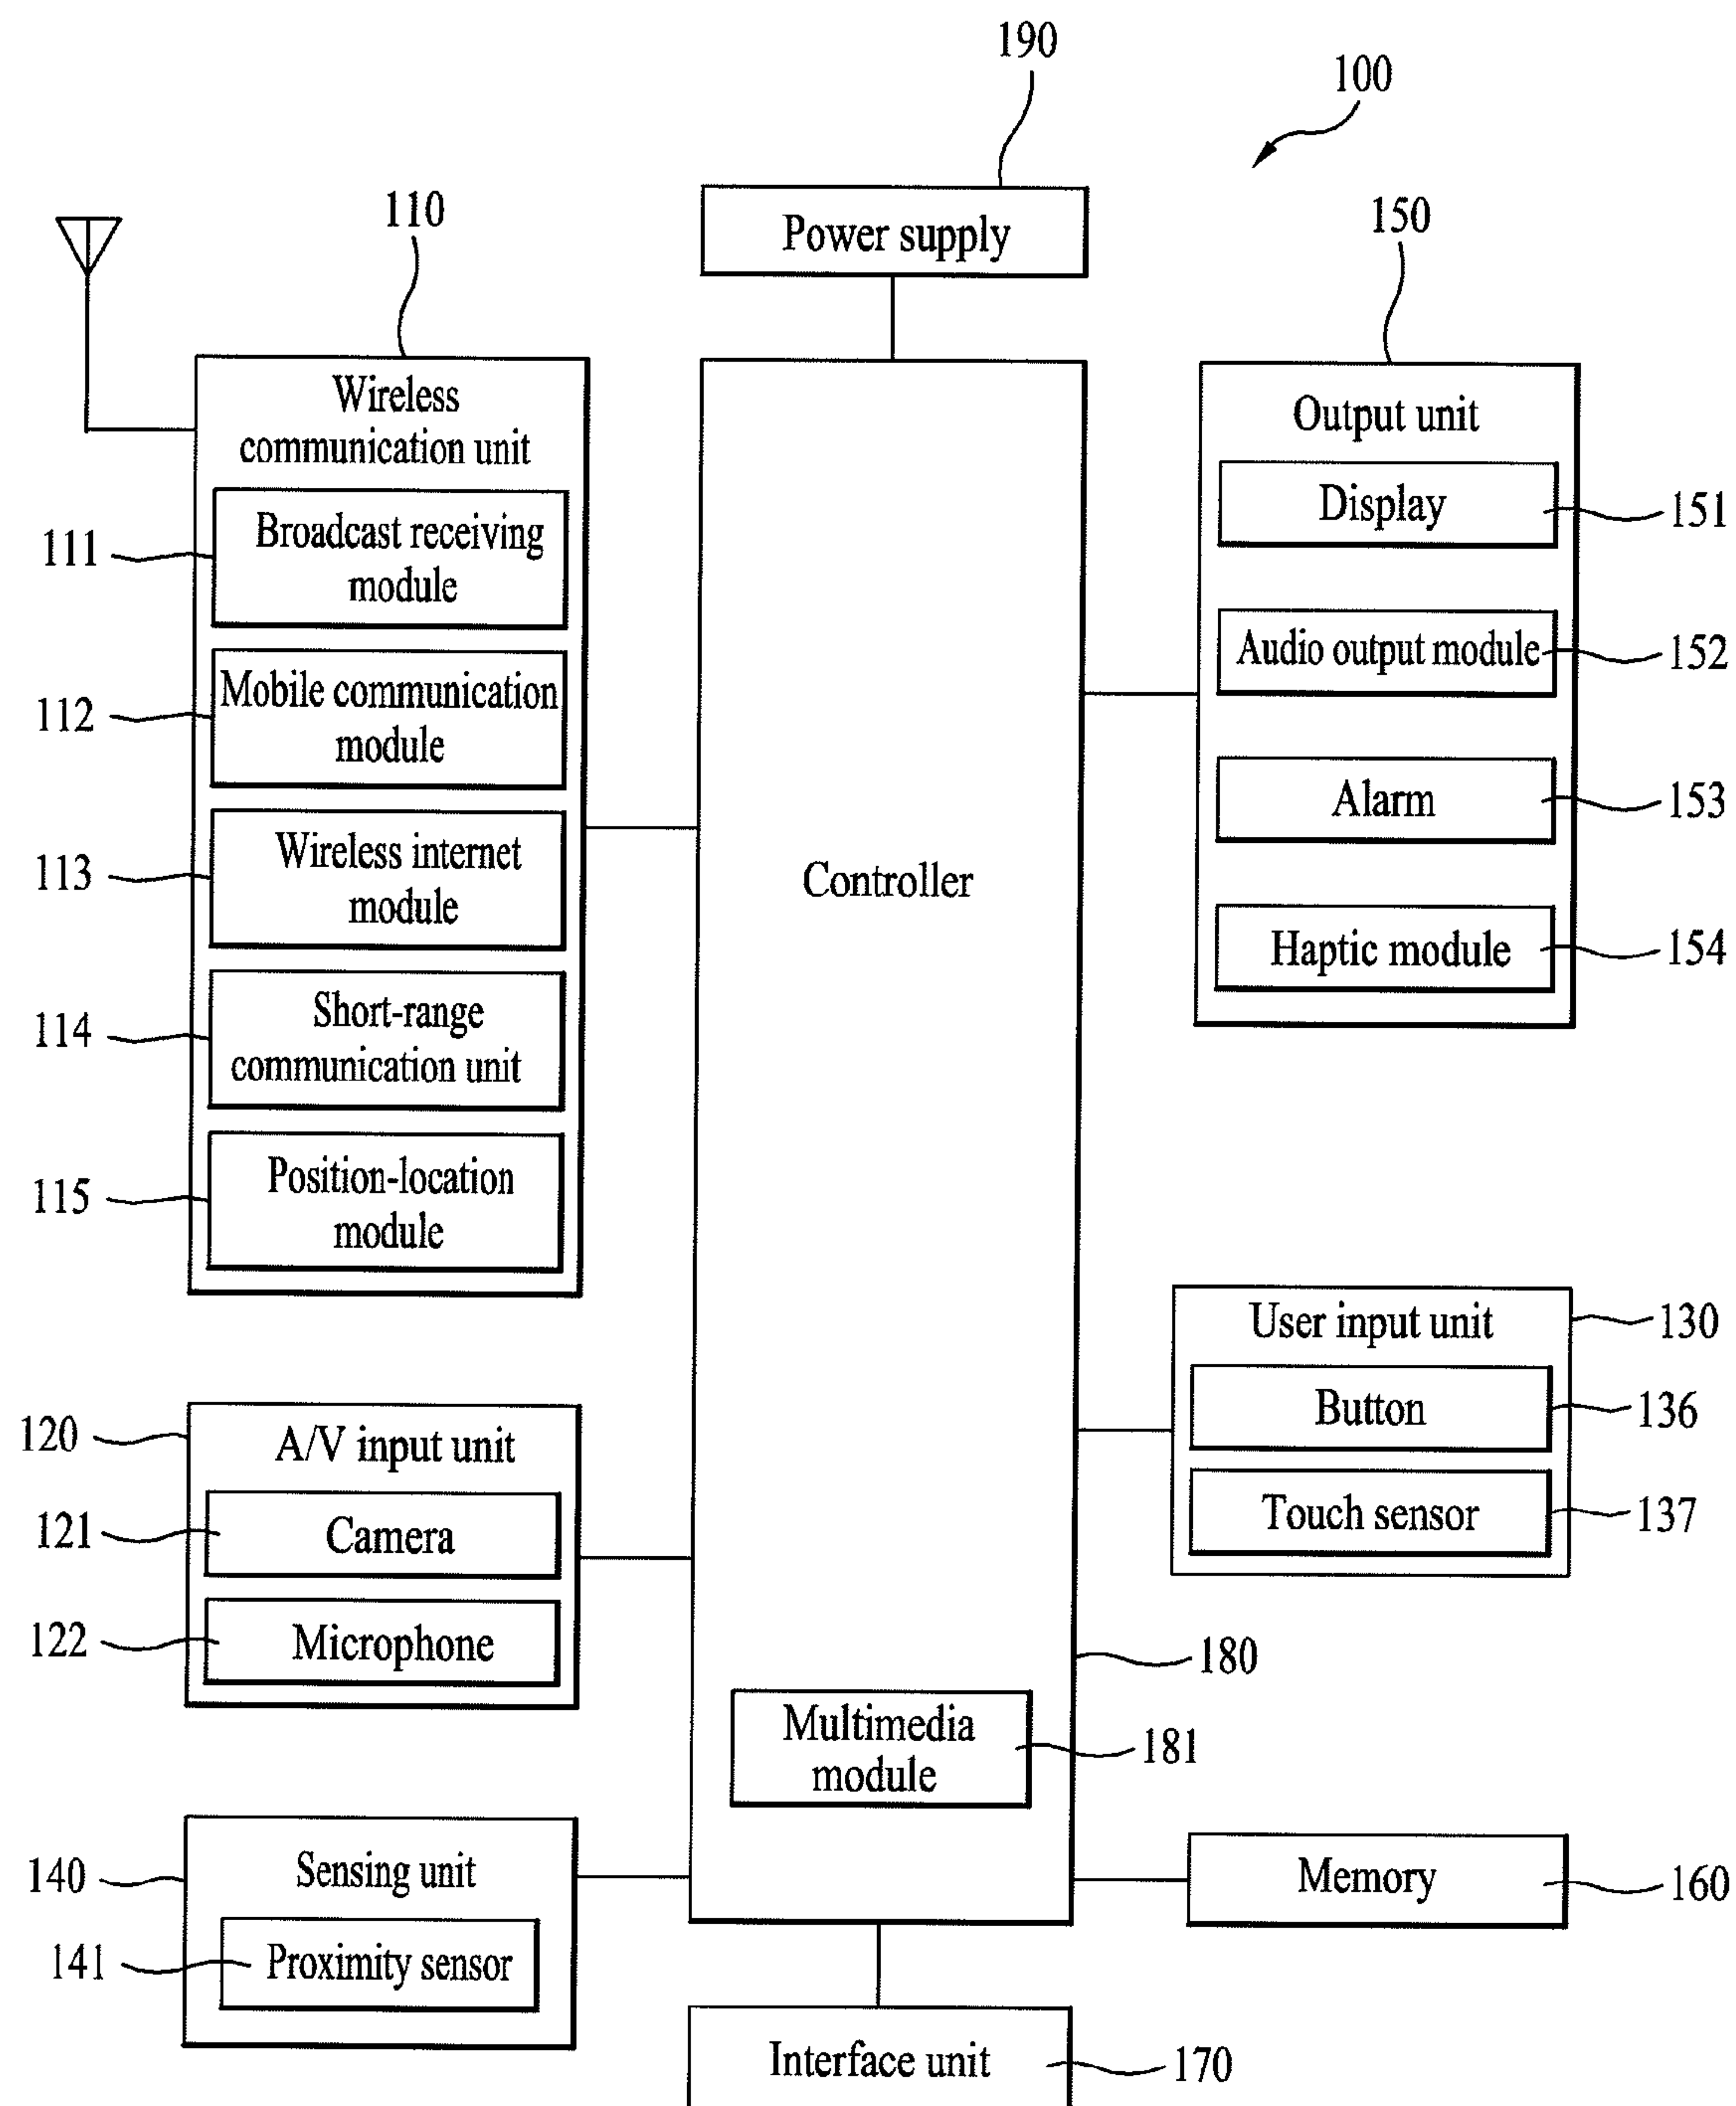 190
100
110
Power supply
150
Wireless
communication unit
Output unit
Broadcast receiving
module
111
Display
151
Mobile communication
module
112
Audio output module
152
Wireless internet
module
113
Controller
Alarm
153
Short-range
communication unit
114
Haptic module
154
Position-location
module
115
User input unit
130
Button
136
Touch sensor
137
120
A/V input unit
121
Camera
122
Microphone
180
Multimedia
module
181
140
Sensing unit
141
Proximity sensor
Memory
160
Interface unit
170